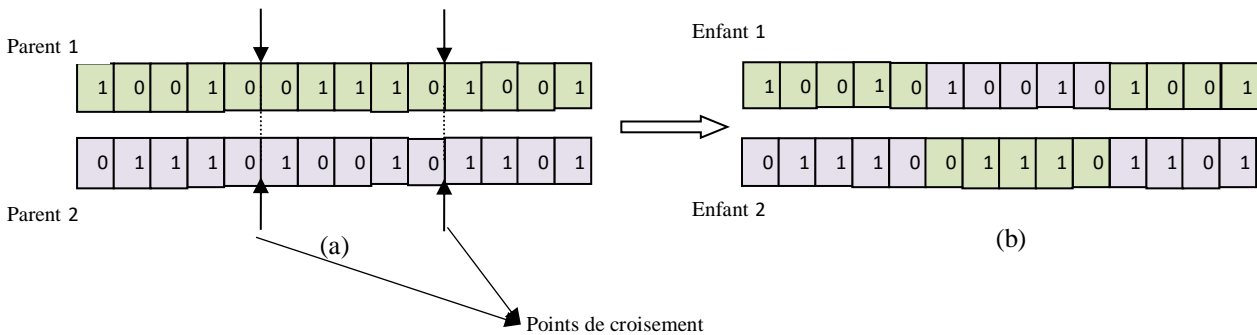 Parent 1
1 0 0 1 0 0 1 1 1 0 1 0 0 1
0 1 1 1 0 1 0 0 1 0 1 1 0 1
Parent 2
(a)
Enfant 1
1 0 0 1 0 1 0 0 1 0 1 0 0 1
0 1 1 1 0 0 1 1 1 0 1 1 0 1
Enfant 2
(b)
Points de croisement